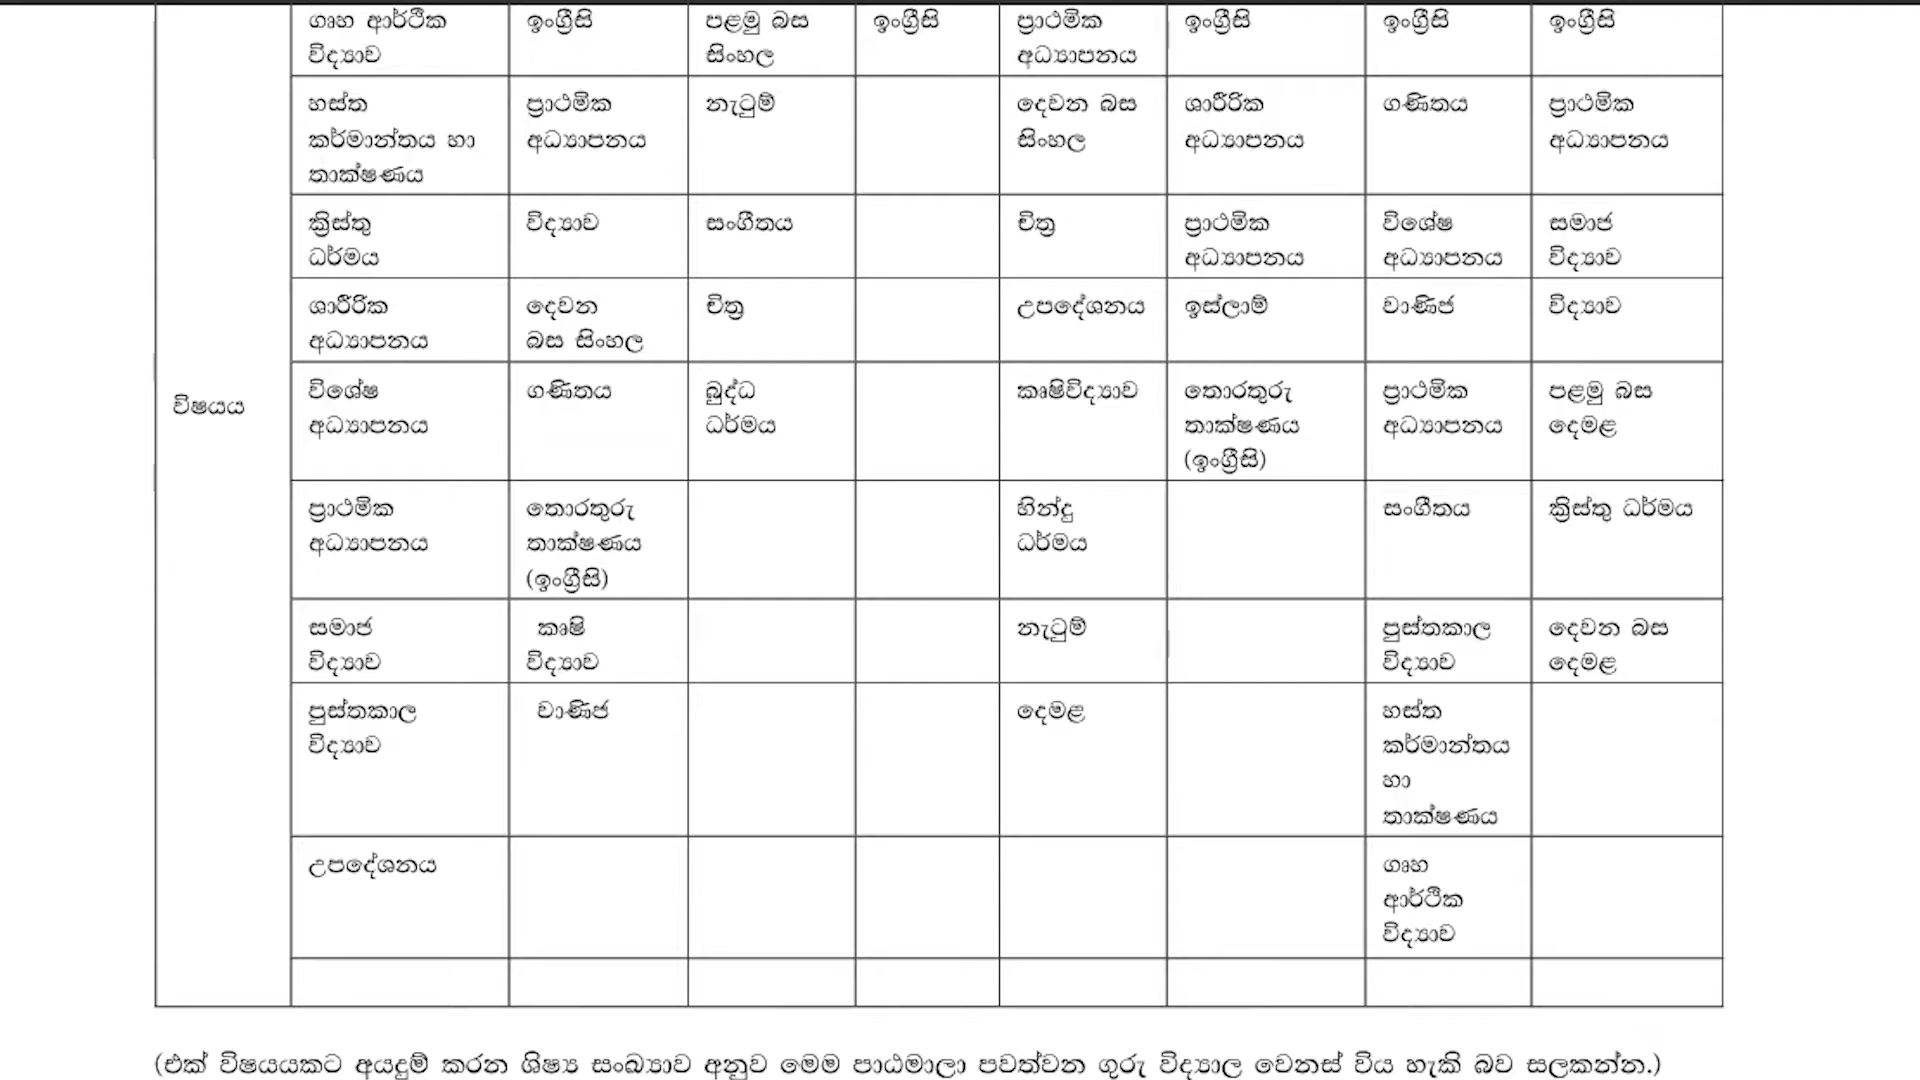 ගෘහ ආර්ථික ඉංග්‍රීසි පළමු බස ඉංග්‍රීසි ප්‍රාථමික ඉංග්‍රීසි ඉංග්‍රීසි ඉංග්‍රීසි
විද්‍යාව සිංහල අධ්‍යාපනය
හස්ත ප්‍රාථමික නැටුම් දෙවන බස ශාරීරික ගණිතය ප්‍රාථමික
කර්මාන්තය හා අධ්‍යාපනය සිංහල අධ්‍යාපනය අධ්‍යාපනය
තාක්ෂණය
ක්‍රිස්තු විද්‍යාව සංගීතය චිත්‍ර ප්‍රාථමික විශේෂ සමාජ
ධර්මය අධ්‍යාපනය අධ්‍යාපනය විද්‍යාව
ශාරීරික දෙවන චිත්‍ර උපදේශනය ඉස්ලාම් වාණිජ විද්‍යාව
අධ්‍යාපනය බස සිංහල
විෂයය
විශේෂ ගණිතය බුද්ධ කෘෂිවිද්‍යාව තොරතුරු ප්‍රාථමික පළමු බස
අධ්‍යාපනය ධර්මය තාක්ෂණය අධ්‍යාපනය දෙමළ
(ඉංග්‍රීසි)
ප්‍රාථමික තොරතුරු හින්දු සංගීතය ක්‍රිස්තු ධර්මය
අධ්‍යාපනය තාක්ෂණය ධර්මය
(ඉංග්‍රීසි)
සමාජ කෘෂි නැටුම් පුස්තකාල දෙවන බස
විද්‍යාව විද්‍යාව විද්‍යාව දෙමළ
පුස්තකාල වාණිජ දෙමළ හස්ත
විද්‍යාව කර්මාන්තය
හා
තාක්ෂණය
උපදේශනය ගෘහ
ආර්ථික
විද්‍යාව
(එක් විෂයයකට අයදුම් කරන ශිෂ්‍ය සංඛ්‍යාව අනුව මෙම පාඨමාලා පවත්වන ගුරු විද්‍යාල වෙනස් විය හැකි බව සලකන්න.)